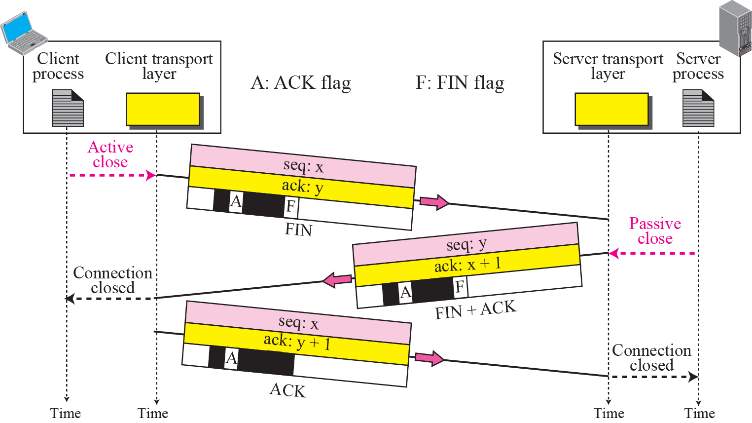 Client process
Client transport layer
A: ACK flag
F: FIN flag
Server transport layer
Server process
Active close
seq: x
ack: y
A
F
FIN
Passive close
seq: y
ack: x + 1
A
F
FIN + ACK
Connection closed
seq: x
ack: y + 1
A
ACK
Connection closed
Time
Time
Time
Time